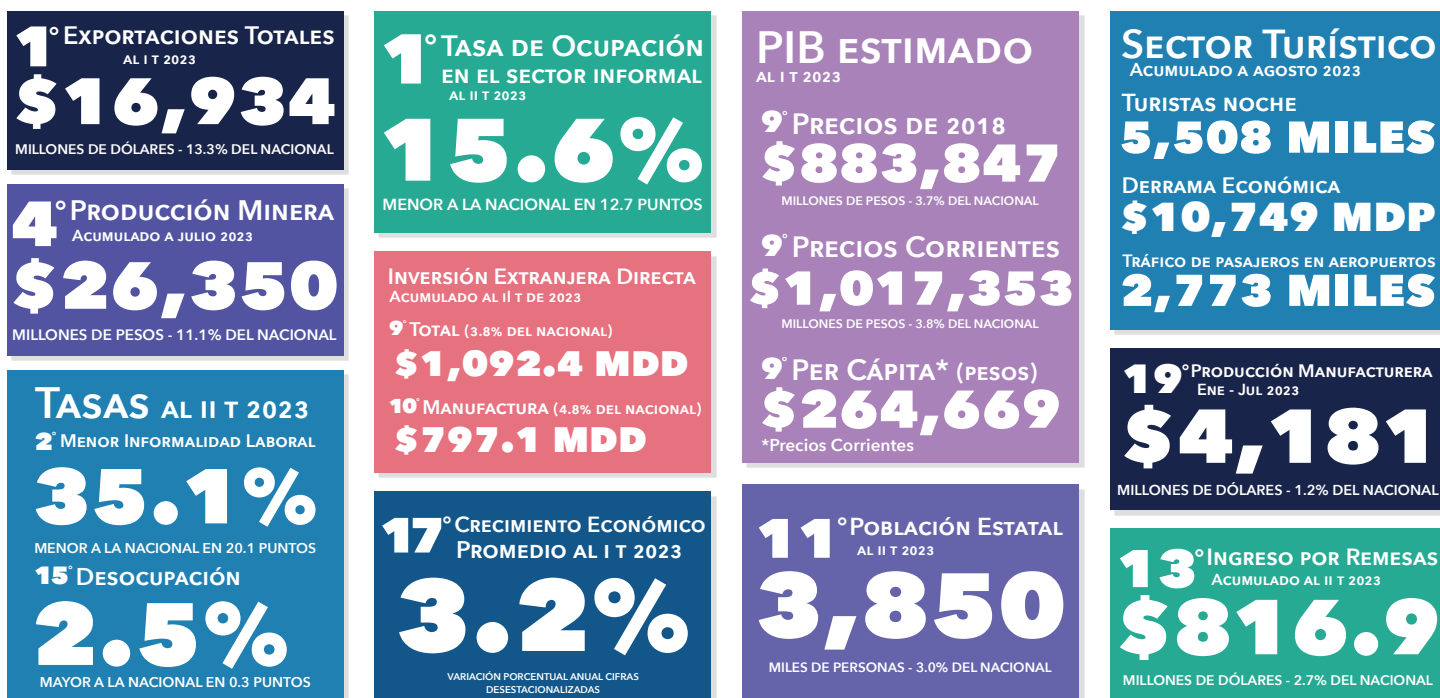 1° Exportaciones Totales
al I T 2023
$16,934
MILLONES DE DÓLARES - 13.3% DEL NACIONAL
4° Producción Minera
Acumulado a julio 2023
$26,350
MILLONES DE PESOS - 11.1% DEL NACIONAL
Tasas al II T 2023
2° Menor Informalidad Laboral
35.1%
MENOR A LA NACIONAL EN 20.1 PUNTOS
15° Desocupación
2.5%
MAYOR A LA NACIONAL EN 0.3 PUNTOS
1° Tasa de Ocupación
en el sector informal
al II T 2023
15.6%
MENOR A LA NACIONAL EN 12.7 PUNTOS
Inversión Extranjera Directa
Acumulado al II T de 2023
9° Total (3.8% del nacional)
$1,092.4 MDD
10° Manufactura (4.8% del nacional)
$797.1 MDD
17° Crecimiento Económico
Promedio al I T 2023
3.2%
VARIACIÓN PORCENTUAL ANUAL CIFRAS
DESESTACIONALIZADAS
PIB estimado
al I T 2023
9° Precios de 2018
$883,847
MILLONES DE PESOS - 3.7% DEL NACIONAL
9° Precios Corrientes
$1,017,353
MILLONES DE PESOS - 3.8% DEL NACIONAL
9° Per Cápita* (pesos)
$264,669
*Precios Corrientes
11° Población Estatal
al II T 2023
3,850
MILES DE PERSONAS - 3.0% DEL NACIONAL
Sector Turístico
Acumulado a agosto 2023
Turistas noche
5,508 MILES
Derrama Económica
$10,749 MDP
Tráfico de pasajeros en aeropuertos
2,773 MILES
19° Producción Manufacturera
Ene - Jul 2023
$4,181
MILLONES DE DÓLARES - 1.2% DEL NACIONAL
13° Ingreso por Remesas
Acumulado al II T 2023
$816.9
MILLONES DE DÓLARES - 2.7% DEL NACIONAL